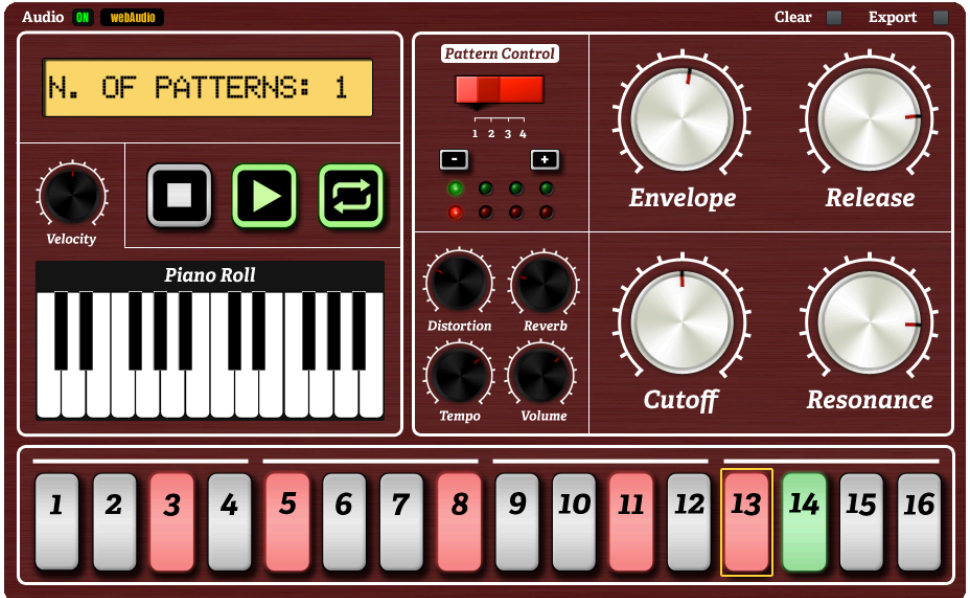 Audio ON webAudio Clear Export
N. OF PATTERNS: 1
Pattern Control
1 2 3 4
- +
Envelope Release
Velocity
Piano Roll
Distortion Reverb
Cutoff Resonance
Tempo Volume
1 2 3 4 5 6 7 8 9 10 11 12 13 14 15 16